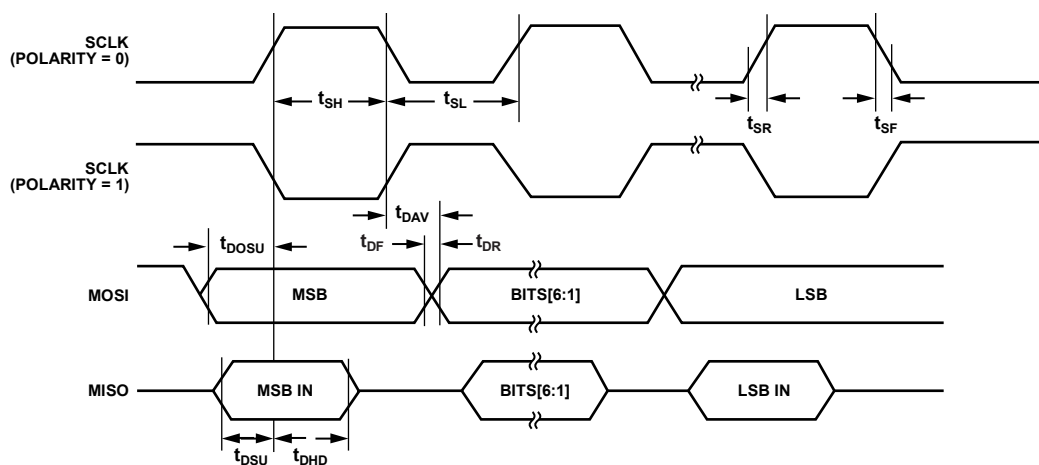 SCLK
(POLARITY = 0)
tSH
tSL
tSR
tSF
SCLK
(POLARITY = 1)
tDAV
tDOSU
tDF
tDR
MOSI
MSB
BITS[6:1]
LSB
MISO
MSB IN
BITS[6:1]
LSB IN
tDSU
tDHD